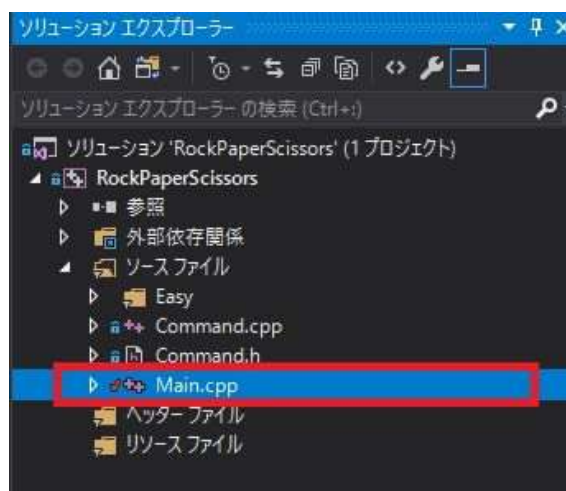 ソリューション エクスプローラー
ソリューション エクスプローラー の検索 (Ctrl+:)
ソリューション 'RockPaperScissors' (1 プロジェクト)
RockPaperScissors
参照
外部依存関係
ソース ファイル
Easy
Command.cpp
Command.h
Main.cpp
ヘッダー ファイル
リソース ファイル